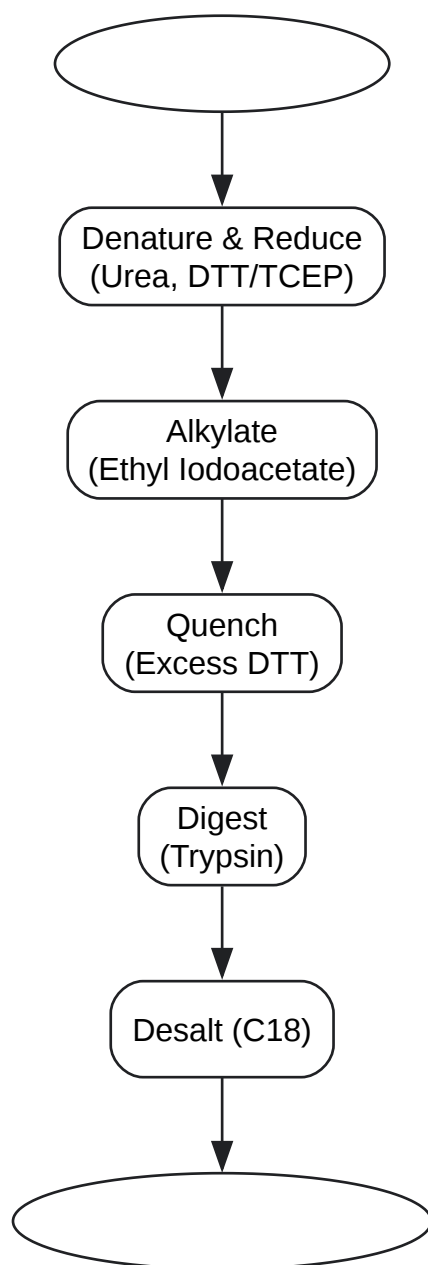 Denature & Reduce
(Urea, DTT/TCEP)
Alkylate
(Ethyl Iodoacetate)
Quench
(Excess DTT)
Digest
(Trypsin)
Desalt (C18)